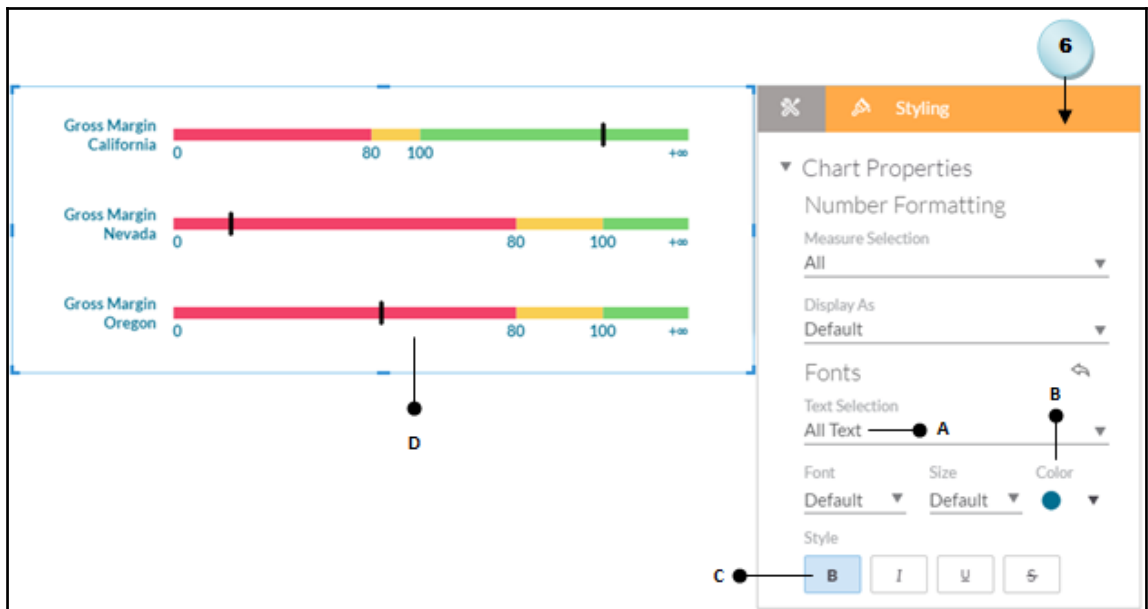 6
Styling
Gross Margin
California
0 80 100 +∞
Gross Margin
Nevada
0 80 100 +∞
Gross Margin
Oregon
0 80 100 +∞
D
Chart Properties
Number Formatting
Measure Selection
All
Display As
Default
Fonts
Text Selection
B
All Text
A
Font Size Color
Default Default
Style
C
B I U S